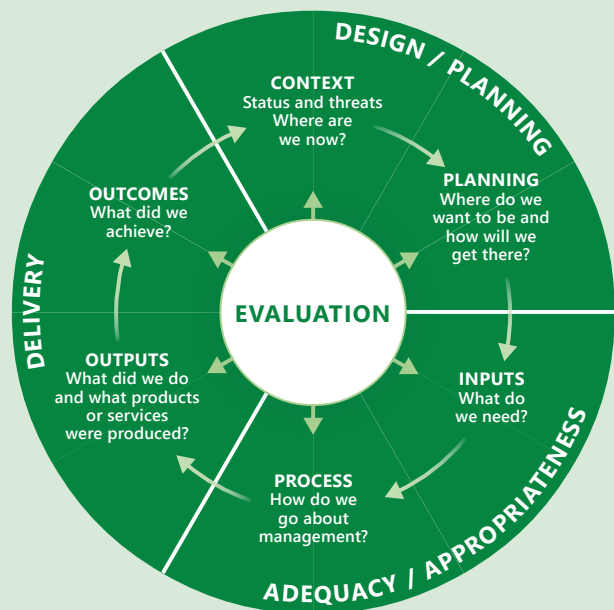 DESIGN / PLANNING
CONTEXT
Status and threats
Where are
we now?
PLANNING
Where do we
want to be and
how will we
get there?
ADEQUACY / APPROPRIATENESS
INPUTS
What do
we need?
PROCESS
How do we
go about
management?
DELIVERY
OUTPUTS
What did we do
and what products
or services
were produced?
OUTCOMES
What did we
achieve?
EVALUATION